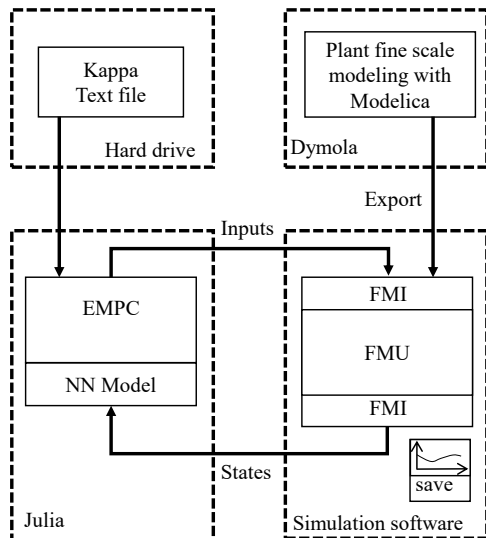 Kappa
Text file
Hard drive
Plant fine scale
modeling with
Modelica
Dymola
Export
Inputs
EMPC
NN Model
FMI
FMU
FMI
States
save
Julia
Simulation software